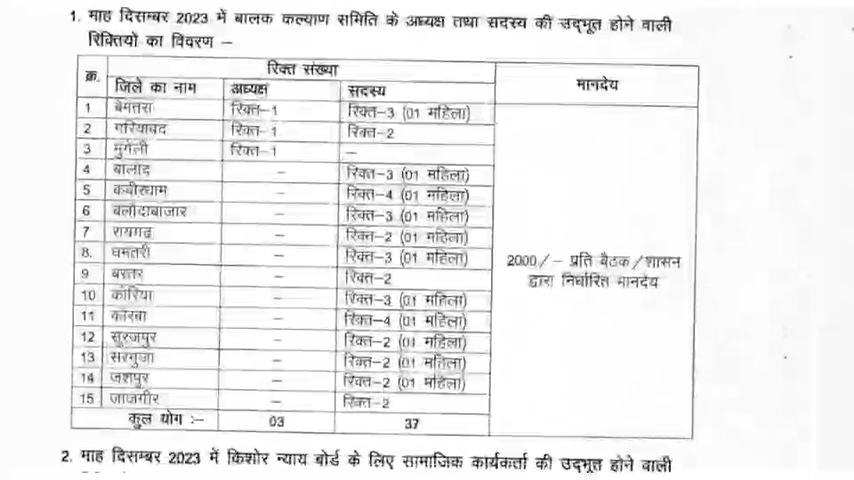 1. माह दिसम्बर 2023 में बालक कल्याण समिति के अध्यक्ष तथा सदस्य की उद्भूत होने वाली
रिक्तियों का विवरण –
क्र. जिले का नाम रिक्त संख्या मानदेय
अध्यक्ष सदस्य
1 बेमेतरा रिक्त-1 रिक्त-3 (01 महिला)
2 गरियाबंद रिक्त-1 रिक्त-2
3 मुंगेली रिक्त-1 –
4 बालोद – रिक्त-3 (01 महिला)
5 कबीरधाम – रिक्त-4 (01 महिला)
6 बलौदाबाजार – रिक्त-3 (01 महिला)
7 रायगढ़ – रिक्त-2 (01 महिला)
8. धमतरी – रिक्त-3 (01 महिला)
9 बस्तर – रिक्त-2
10 कोरिया – रिक्त-3 (01 महिला)
11 कोरबा – रिक्त-4 (01 महिला)
12 सूरजपुर – रिक्त-2 (01 महिला)
13 सरगुजा – रिक्त-2 (01 महिला)
14 जशपुर – रिक्त-2 (01 महिला)
15 जांजगीर – रिक्त-2
2000/- प्रति बैठक/शासन
द्वारा निर्धारित मानदेय
कुल योग :– 03 37
2. माह दिसम्बर 2023 में किशोर न्याय बोर्ड के लिए सामाजिक कार्यकर्ता की उद्भूत होने वाली